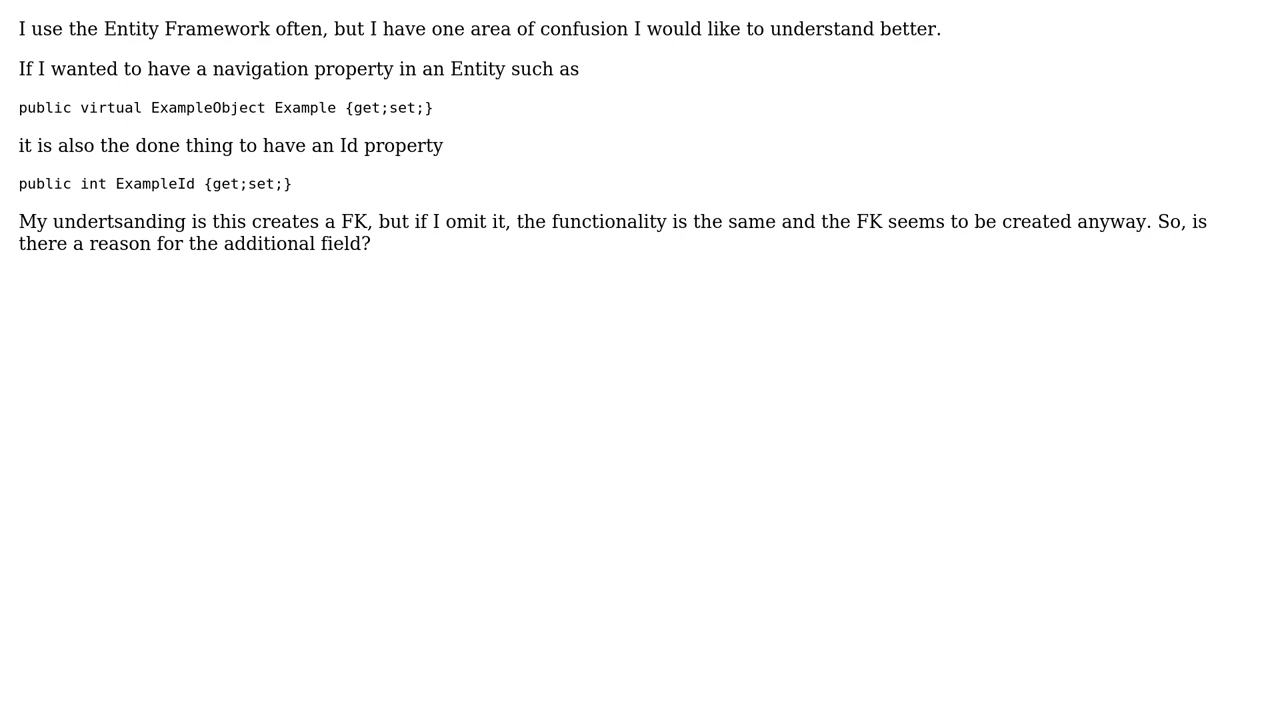 I use the Entity Framework often, but I have one area of confusion I would like to understand better.
If I wanted to have a navigation property in an Entity such as
public virtual ExampleObject Example {get;set;}
it is also the done thing to have an Id property
public int ExampleId {get;set;}
My undertsanding is this creates a FK, but if I omit it, the functionality is the same and the FK seems to be created anyway. So, is
there a reason for the additional field?